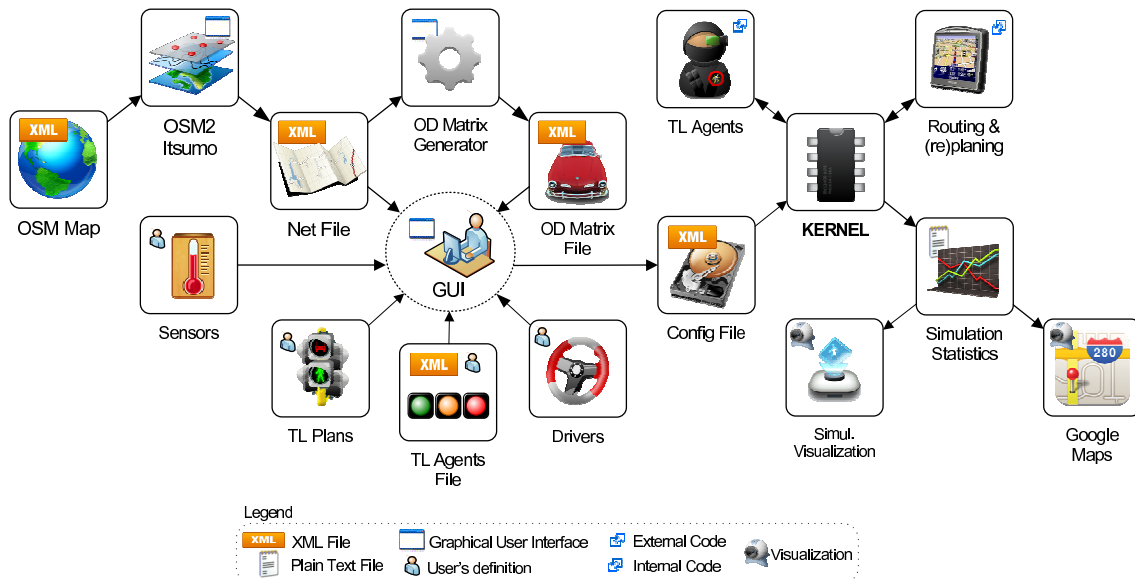 XML
OSM Map
OSM2
Itsumo
XML
Net File
OD Matrix
Generator
XML
OD Matrix
File
Sensors
GUI
TL Plans
XML
TL Agents
File
Drivers
XML
Config File
TL Agents
KERNEL
Routing &
(re)planing
Simulation
Statistics
Simul.
Visualization
280
Google
Maps
Legend
XML
XML File
Plain Text File
Graphical User Interface
User's definition
External Code
Internal Code
Visualization